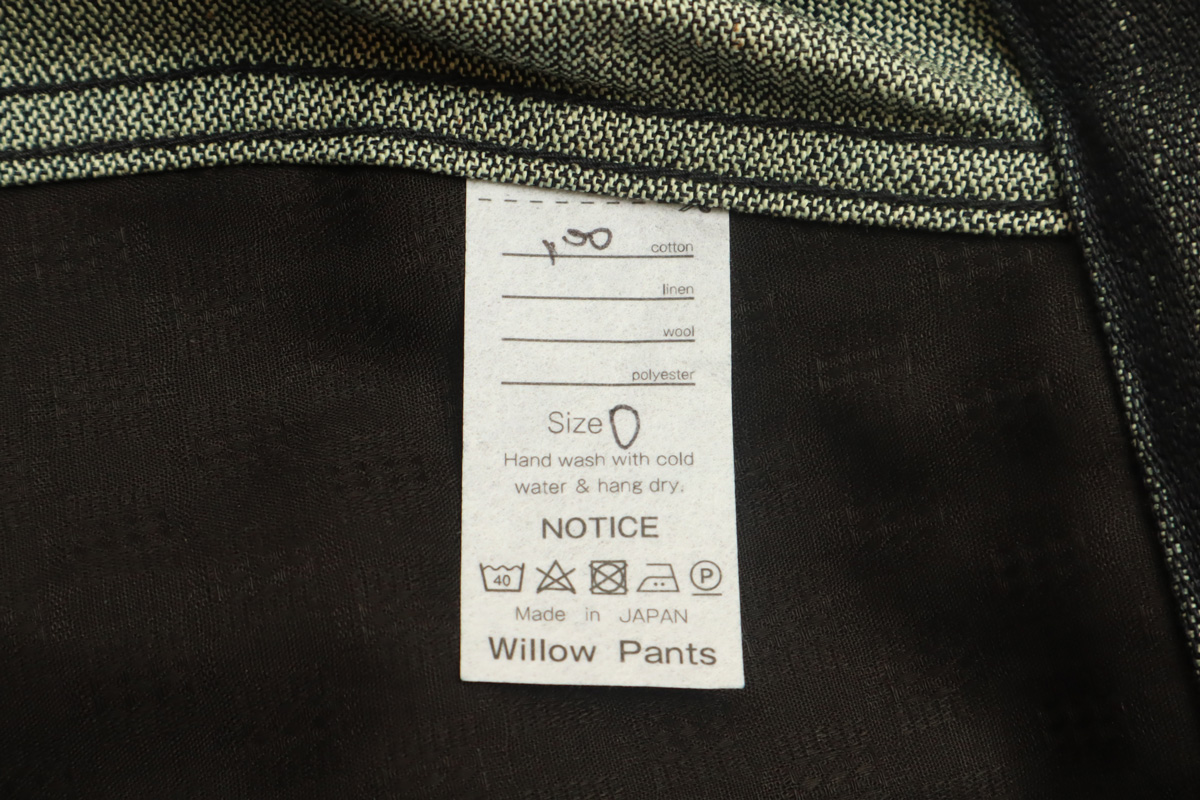 100 cotton
linen
wool
polyester
Size 0
Hand wash with cold
water & hang dry.
NOTICE
40 P
Made in JAPAN
Willow Pants